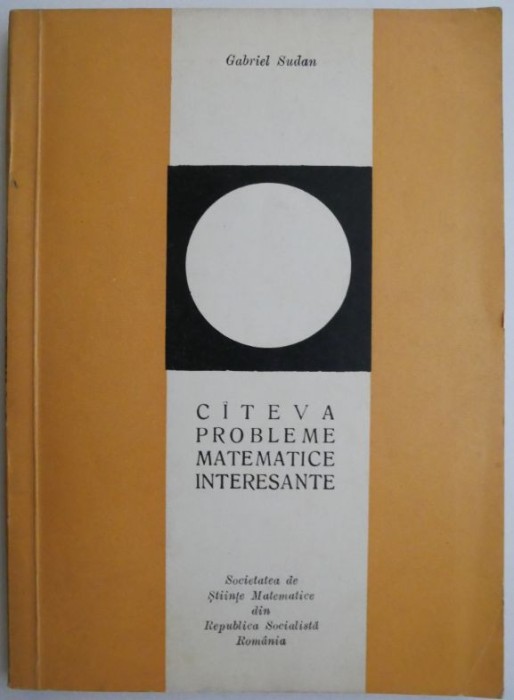 Gabriel Sudan
CÎTEVA
PROBLEME
MATEMATICE
INTERESANTE
Societatea de
Științe Matematice
din
Republica Socialistă
România